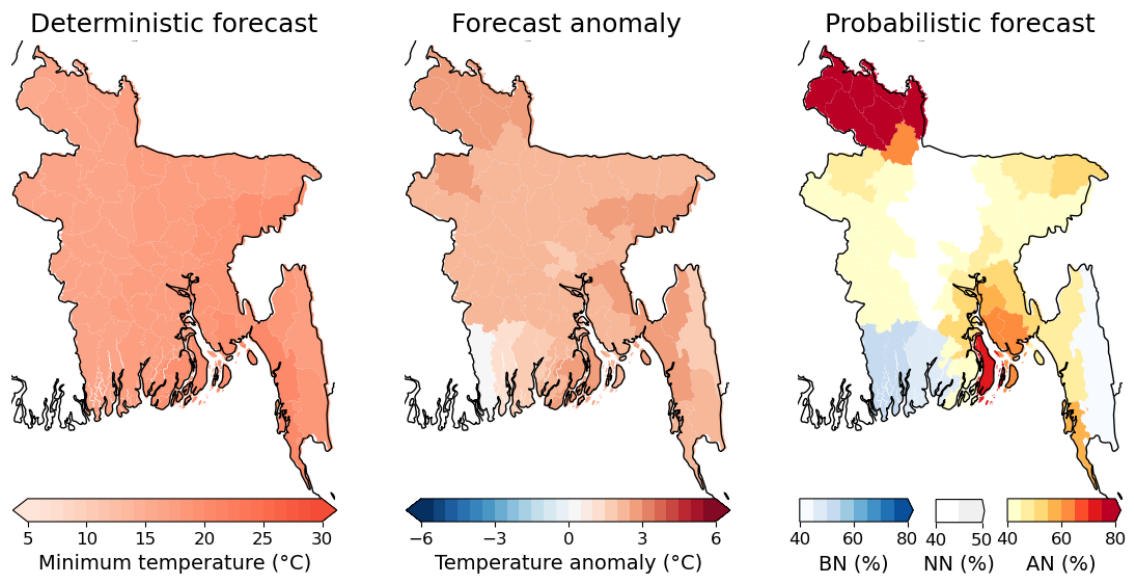 Deterministic forecast
Forecast anomaly
Probabilistic forecast
5 10 15 20 25 30
Minimum temperature (°C)
−6 −3 0 3 6
Temperature anomaly (°C)
40 60 80
BN (%)
40 50
NN (%)
40 60 80
AN (%)